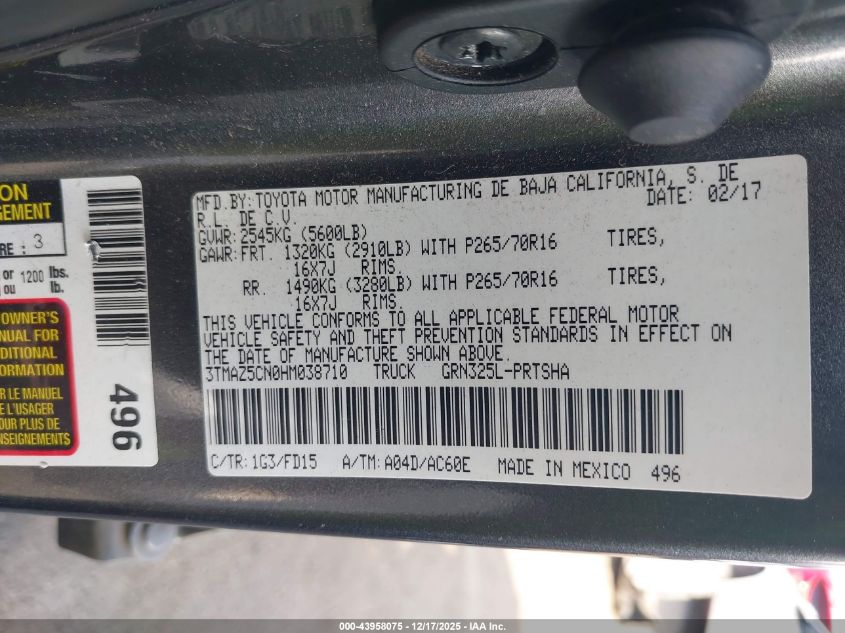 ON
GEMENT
RE : 3
or 1200 lbs.
ou lb.
OWNER'S
NUAL FOR
DITIONAL
ORMATION
R LE MANUEL
E L'USAGER
OUR PLUS DE
NSEIGNEMENTS
496
MFD.BY:TOYOTA MOTOR MANUFACTURING DE BAJA CALIFORNIA, S. DE
R.L. DE C.V. DATE: 02/17
GVWR:2545KG (5600LB)
GAWR:FRT. 1320KG (2910LB) WITH P265/70R16 TIRES,
16X7J RIMS.
RR. 1490KG (3280LB) WITH P265/70R16 TIRES,
16X7J RIMS.
THIS VEHICLE CONFORMS TO ALL APPLICABLE FEDERAL MOTOR
VEHICLE SAFETY AND THEFT PREVENTION STANDARDS IN EFFECT ON
THE DATE OF MANUFACTURE SHOWN ABOVE.
3TMAZ5CN0HM038710 TRUCK GRN325L-PRTSHA
C/TR:1G3/FD15 A/TM:A04D/AC60E MADE IN MEXICO 496
000-43958075 - 12/17/2025 - IAA Inc.